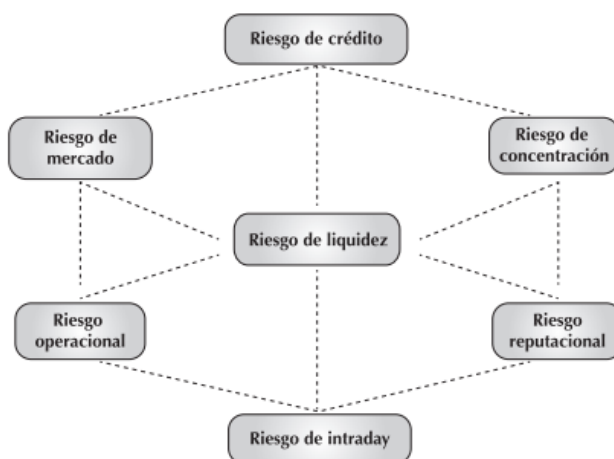 Riesgo de crédito
Riesgo de
mercado
Riesgo de
concentración
Riesgo de liquidez
Riesgo
operacional
Riesgo
reputacional
Riesgo de intraday